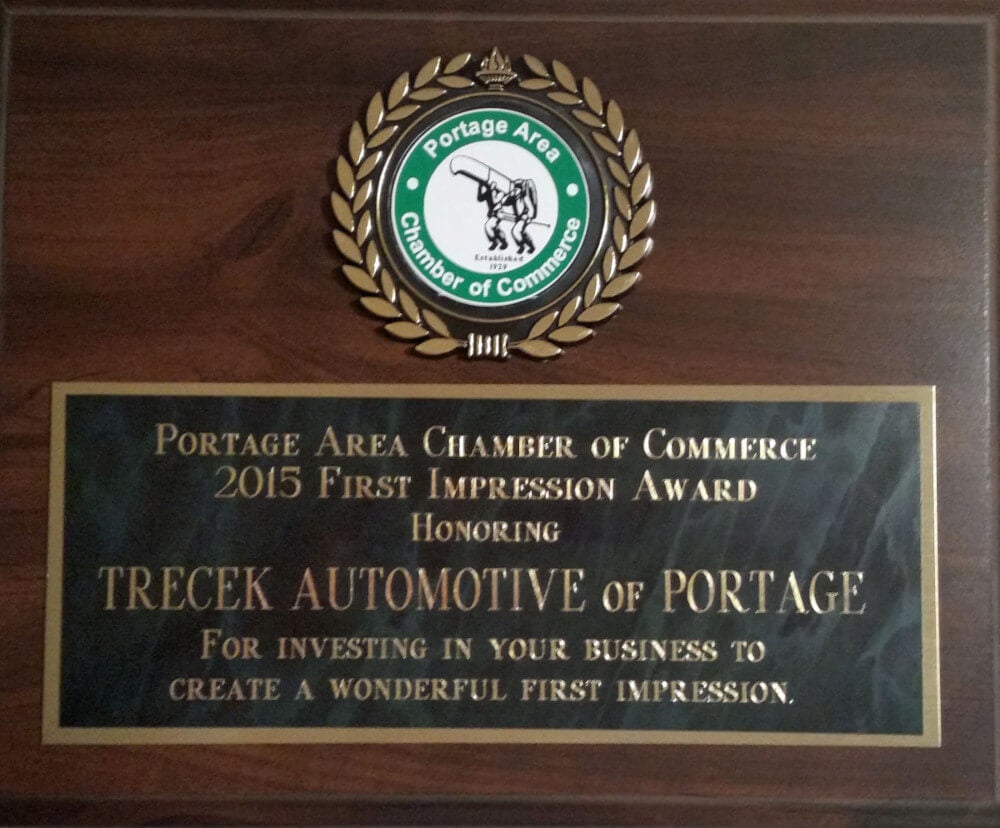 Portage Area
Established
1920
Chamber of Commerce
PORTAGE AREA CHAMBER OF COMMERCE
2015 FIRST IMPRESSION AWARD
HONORING
TRECEK AUTOMOTIVE OF PORTAGE
FOR INVESTING IN YOUR BUSINESS TO
CREATE A WONDERFUL FIRST IMPRESSION.